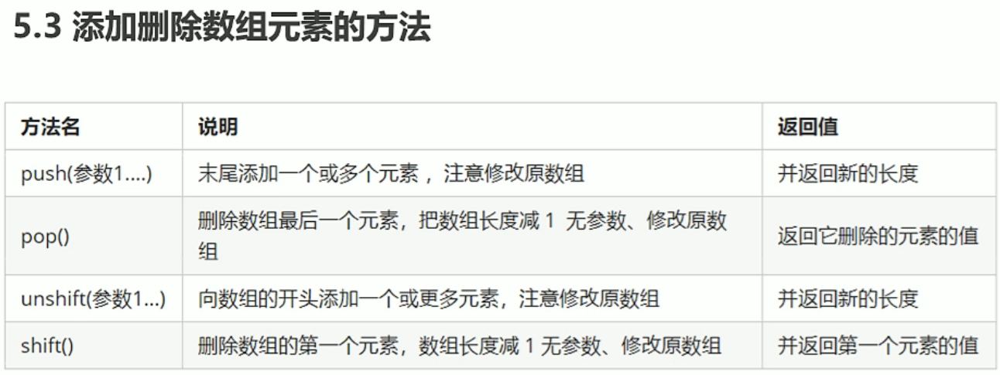 5.3 添加删除数组元素的方法
方法名 说明 返回值
push(参数1....) 末尾添加一个或多个元素，注意修改原数组 并返回新的长度
pop() 删除数组最后一个元素，把数组长度减 1 无参数、修改原数
组 返回它删除的元素的值
unshift(参数1...) 向数组的开头添加一个或更多元素，注意修改原数组 并返回新的长度
shift() 删除数组的第一个元素，数组长度减 1 无参数、修改原数组 并返回第一个元素的值